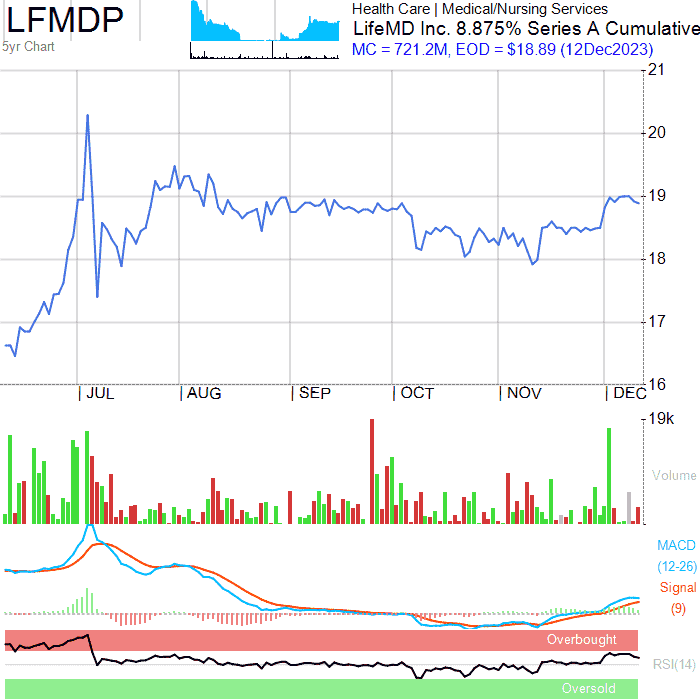 LFMDP
5yr Chart
Health Care | Medical/Nursing Services
LifeMD Inc. 8.875% Series A Cumulative
MC = 721.2M, EOD = $18.89 (12Dec2023)
21
20
19
18
17
16
| JUL | AUG | SEP | OCT | NOV | DEC
19k
Volume
MACD
(12-26)
Signal
(9)
Overbought
RSI(14)
Oversold